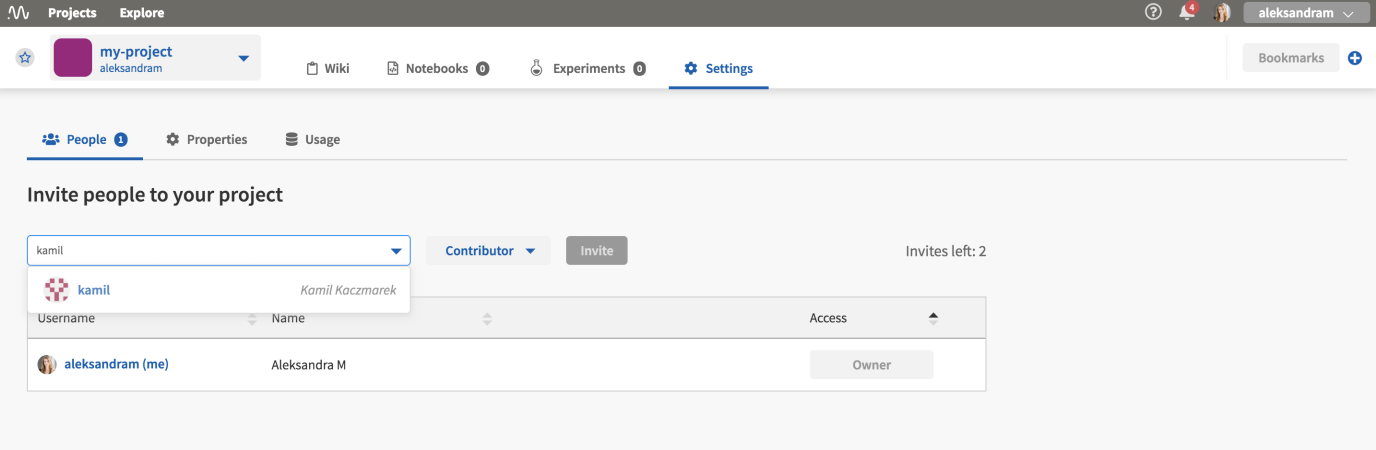 Projects Explore 4 aleksandram
my-project
aleksandram
Wiki Notebooks 0 Experiments 0 Settings Bookmarks
People 1 Properties Usage
Invite people to your project
kamil Contributor Invite Invites left: 2
kamil Kamil Kaczmarek
Username Name Access
aleksandram (me) Aleksandra M Owner